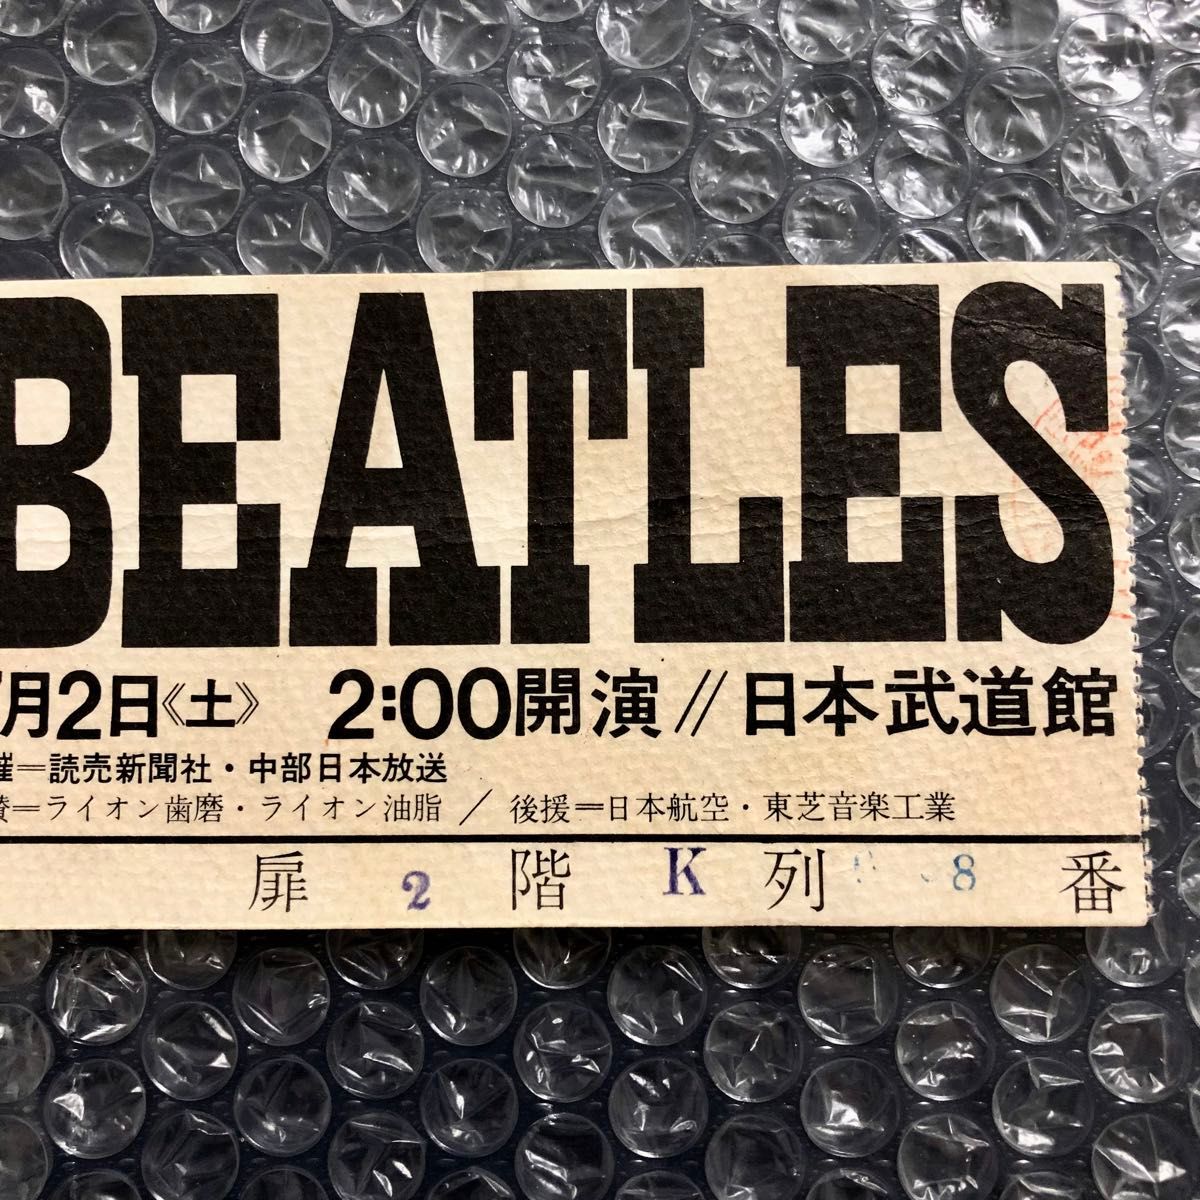 BEATLES
月2日《土》 2:00開演 // 日本武道館
催=読売新聞社・中部日本放送
賛=ライオン歯磨・ライオン油脂 / 後援=日本航空・東芝音楽工業
扉 2 階 K 列 8 番